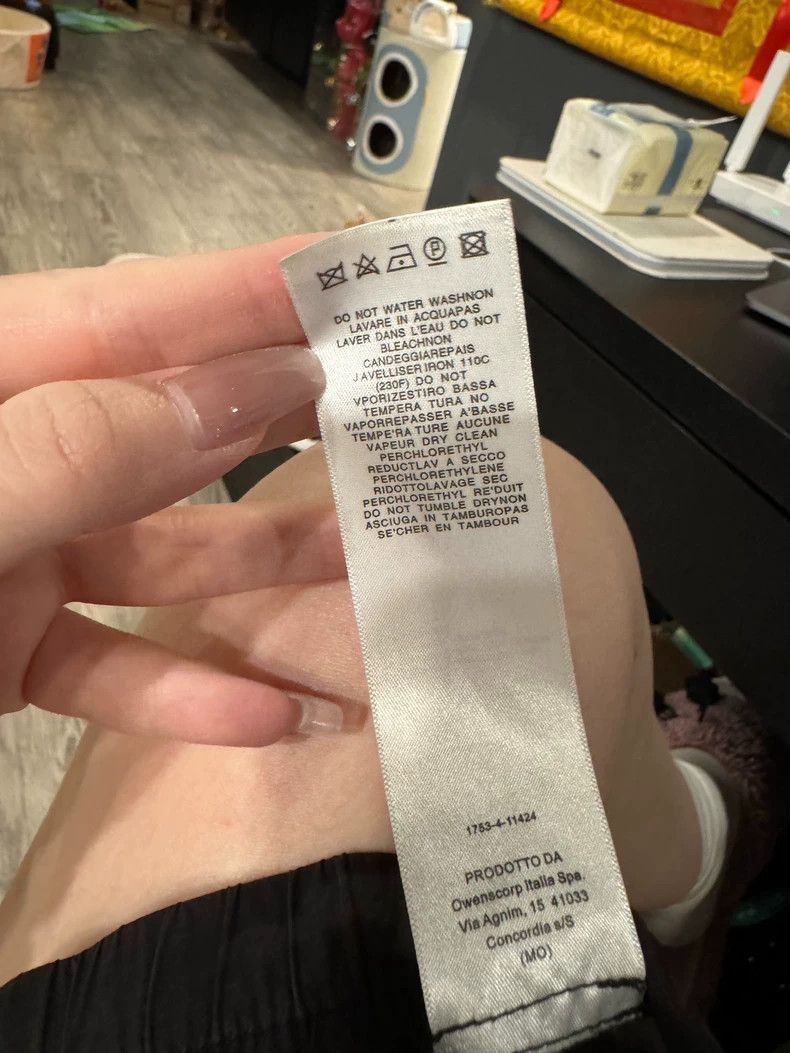 P
DO NOT WATER WASHNON
LAVARE IN ACQUAPAS
LAVER DANS L'EAU DO NOT
BLEACHNON
CANDEGGIAREPAIS
JAVELLISERIRON 110C
(230F) DO NOT
VPORIZESTIRO BASSA
TEMPERA TURA NO
VAPORREPASSER A'BASSE
TEMPE'RA TURE AUCUNE
VAPEUR DRY CLEAN
PERCHLORETHYL
REDUCTLAV A SECCO
PERCHLORETHYLENE
RIDOTTOLAVAGE SEC
PERCHLORETHYL RE'DUIT
DO NOT TUMBLE DRYNON
ASCIUGA IN TAMBUROPAS
SE'CHER EN TAMBOUR
1753-4-11424
PRODOTTO DA
Owenscorp Italia Spa.
Via Agnim, 15 41033
Concordia s/S
(MO)